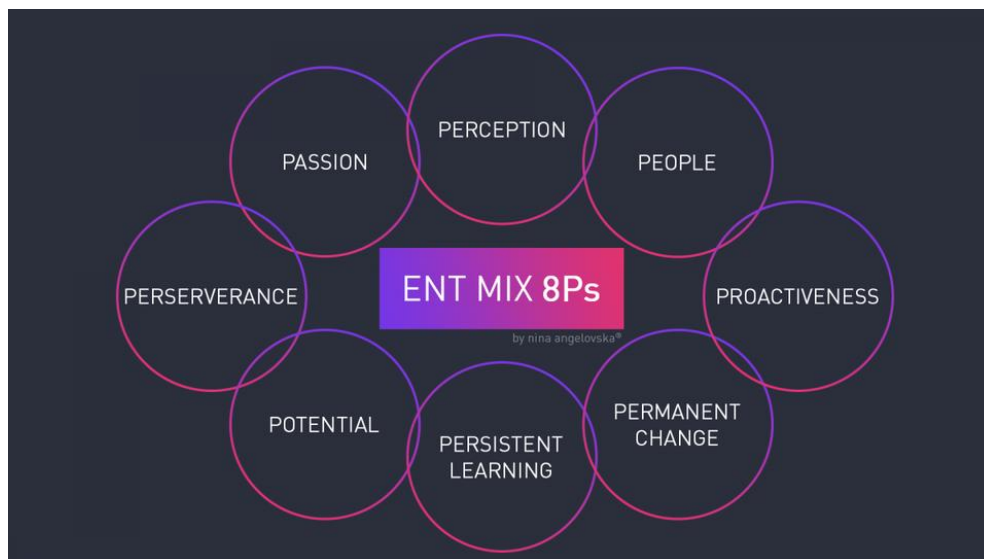 PERCEPTION
PASSION
PEOPLE
PERSERVERANCE
ENT MIX 8Ps
by nina angelovska®
PROACTIVENESS
POTENTIAL
PERSISTENT
LEARNING
PERMANENT
CHANGE